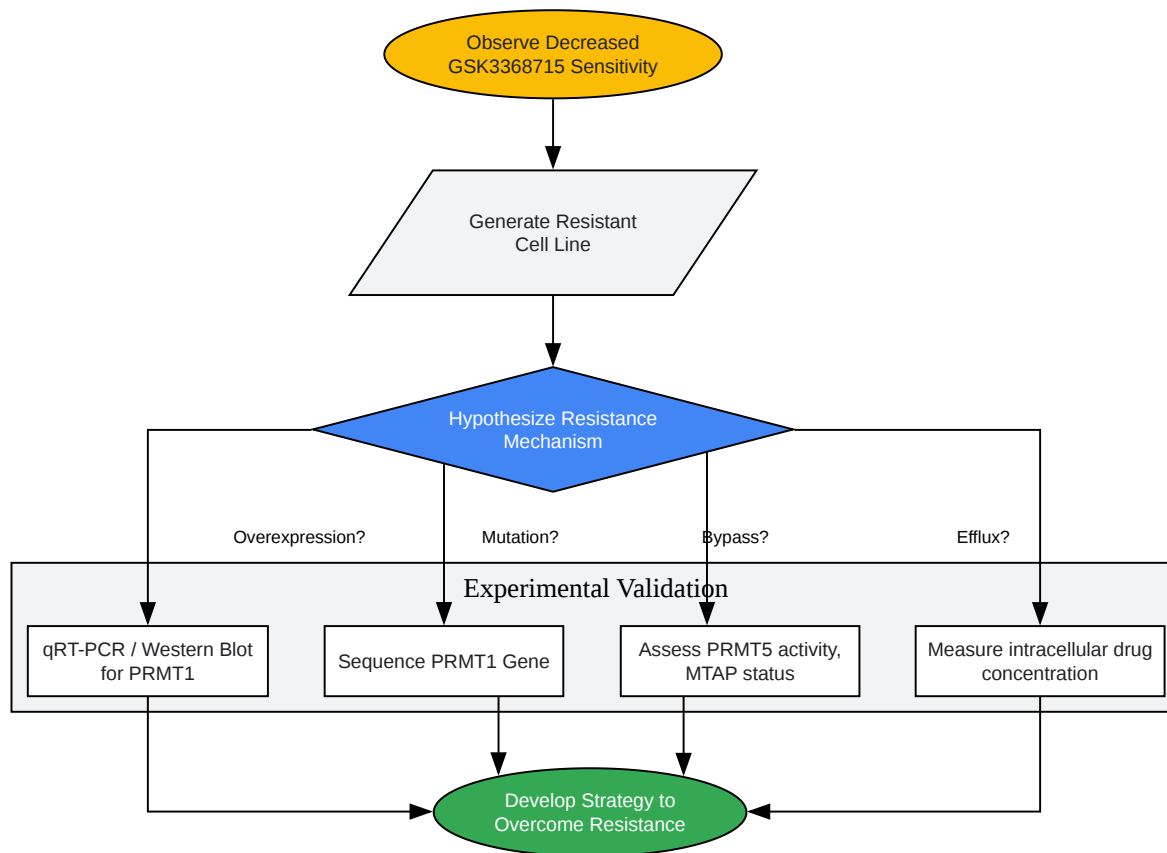 Observe Decreased
GSK3368715 Sensitivity
Generate Resistant
Cell Line
Hypothesize Resistance
Mechanism
Overexpression?
Mutation?
Bypass?
Efflux?
Experimental Validation
qRT-PCR / Western Blot
for PRMT1
Sequence PRMT1 Gene
Assess PRMT5 activity,
MTAP status
Measure intracellular drug
concentration
Develop Strategy to
Overcome Resistance